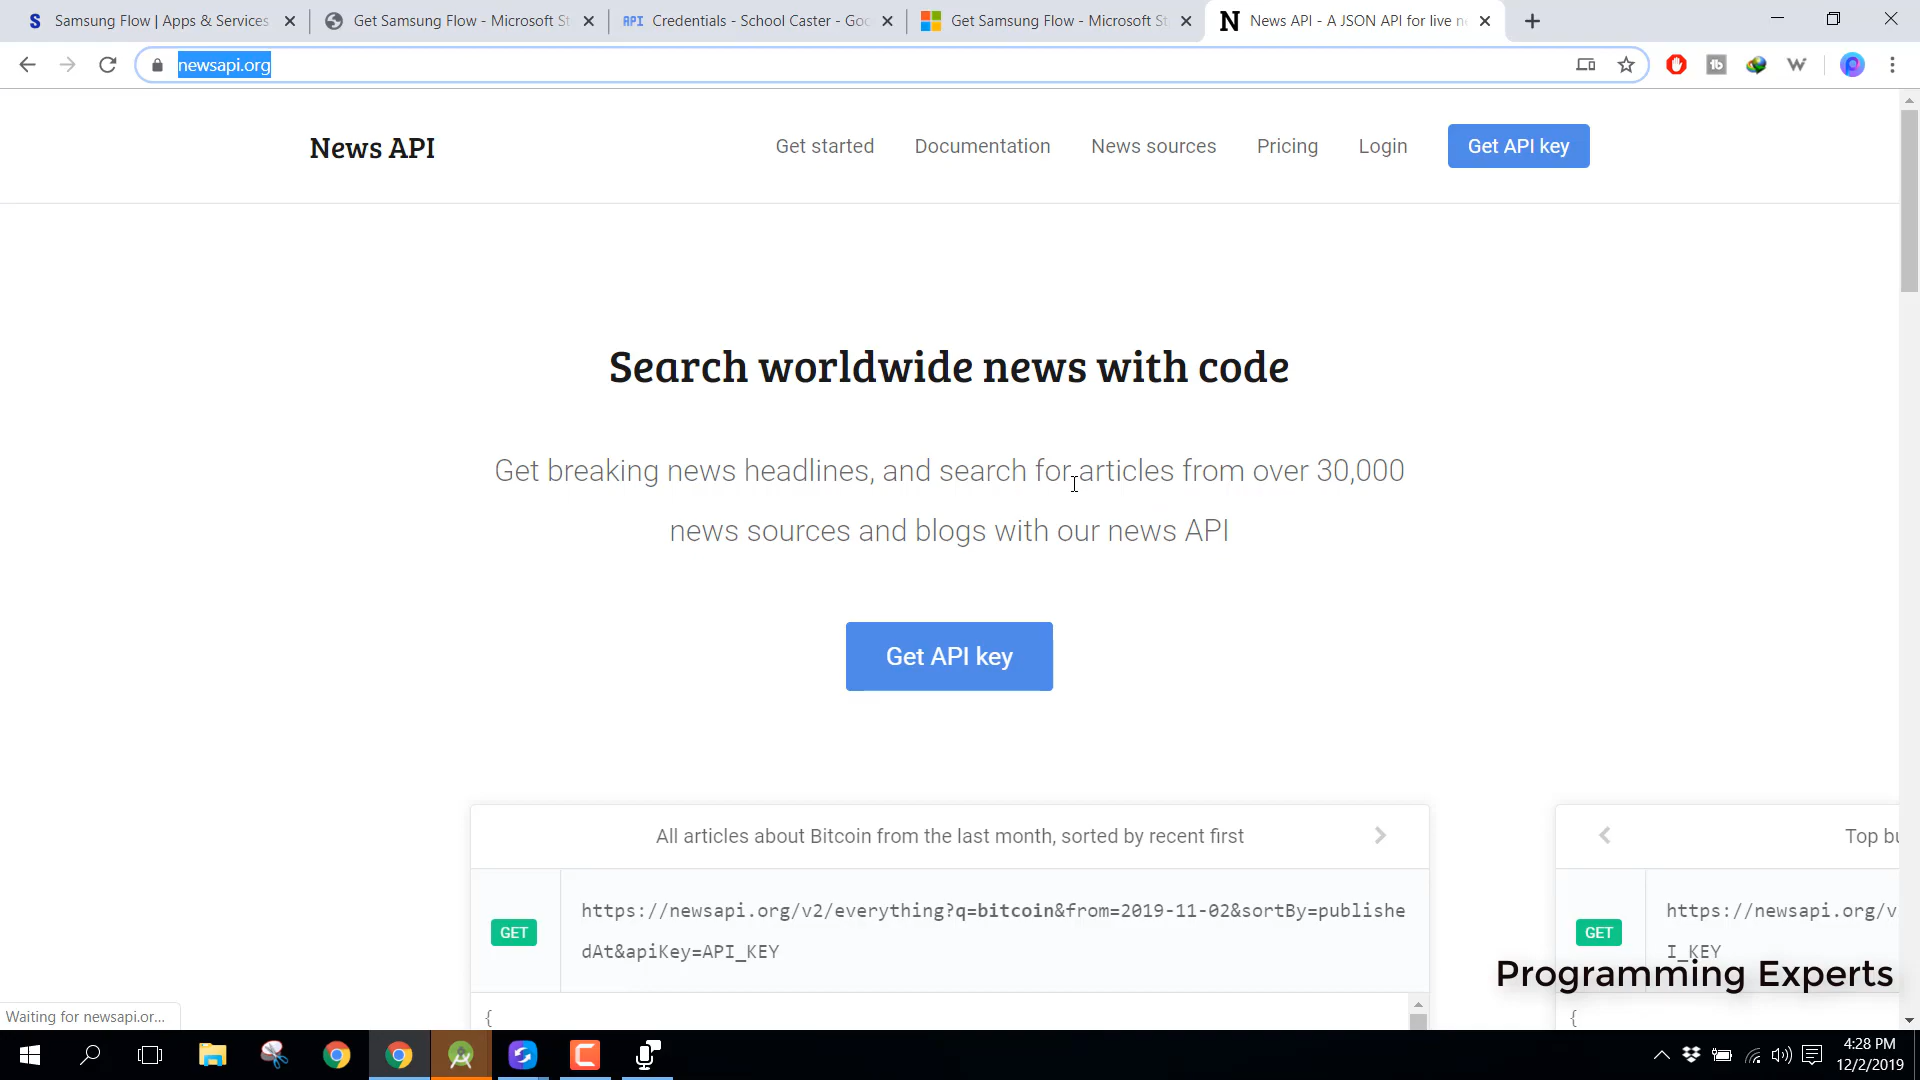 Samsung Flow | Apps & Services
Get Samsung Flow - Microsoft St
API Credentials - School Caster - Goo
Get Samsung Flow - Microsoft St
N News API - A JSON API for live n
newsapi.org
News API
Get started
Documentation
News sources
Pricing
Login
Get API key
Search worldwide news with code
Get breaking news headlines, and search for articles from over 30,000
news sources and blogs with our news API
Get API key
All articles about Bitcoin from the last month, sorted by recent first
Top bu
GET
https://newsapi.org/v2/everything?q=bitcoin&from=2019-11-02&sortBy=publishe
dAt&apiKey=API_KEY
GET
https://newsapi.org/v
I_KEY
Programming Experts
{
{
Waiting for newsapi.or...
4:28 PM
12/2/2019